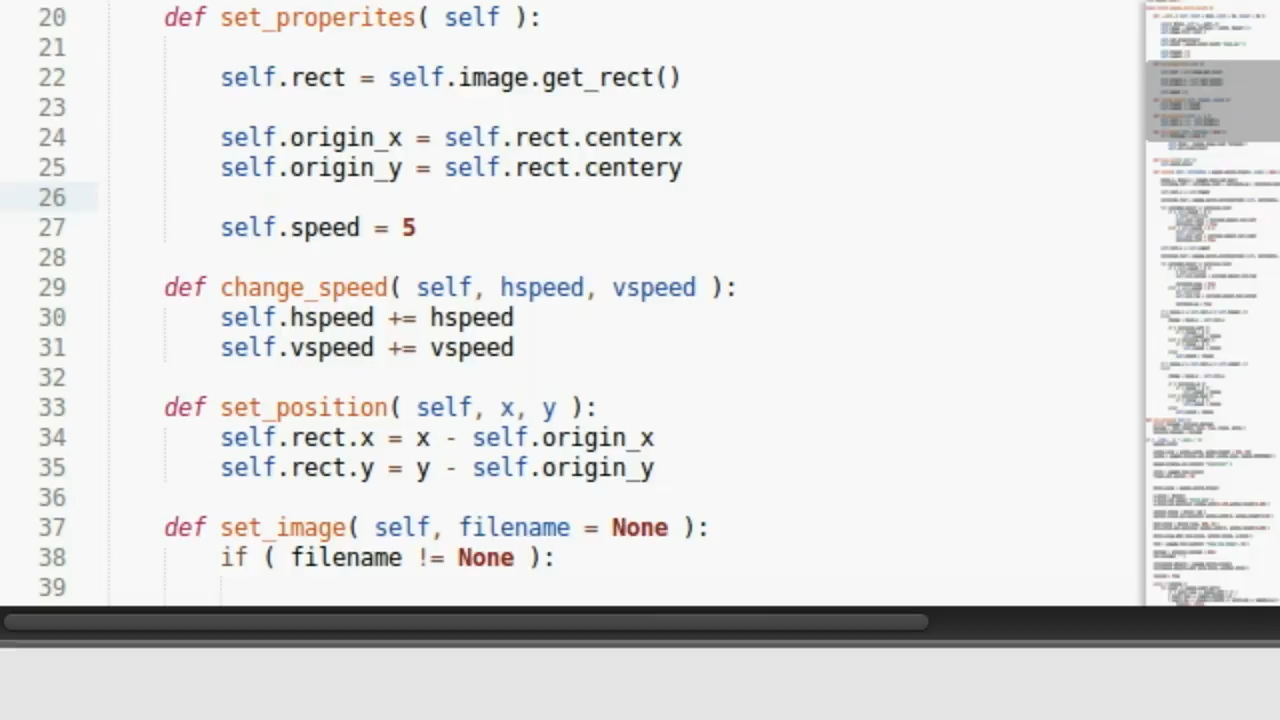 20 def set_properites( self ):
21
22 self.rect = self.image.get_rect()
23
24 self.origin_x = self.rect.centerx
25 self.origin_y = self.rect.centery
26
27 self.speed = 5
28
29 def change_speed( self, hspeed, vspeed ):
30 self.hspeed += hspeed
31 self.vspeed += vspeed
32
33 def set_position( self, x, y ):
34 self.rect.x = x - self.origin_x
35 self.rect.y = y - self.origin_y
36
37 def set_image( self, filename = None ):
38 if ( filename != None ):
39